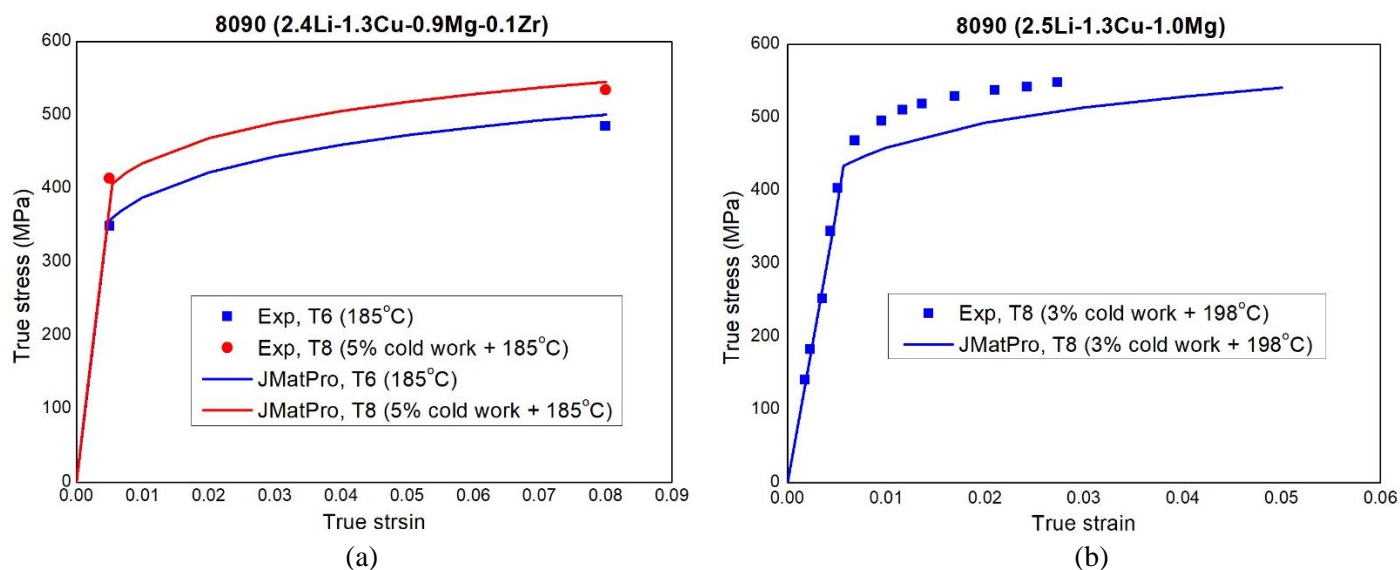 8090 (2.4Li-1.3Cu-0.9Mg-0.1Zr)
600
500
400
300
200
100
0
True stress (MPa)
Exp, T6 (185°C)
Exp, T8 (5% cold work + 185°C)
JMatPro, T6 (185°C)
JMatPro, T8 (5% cold work + 185°C)
0.00 0.01 0.02 0.03 0.04 0.05 0.06 0.07 0.08 0.09
True strsin
(a)
8090 (2.5Li-1.3Cu-1.0Mg)
600
500
400
300
200
100
0
True stress (MPa)
Exp, T8 (3% cold work + 198°C)
JMatPro, T8 (3% cold work + 198°C)
0.00 0.01 0.02 0.03 0.04 0.05 0.06
True strain
(b)